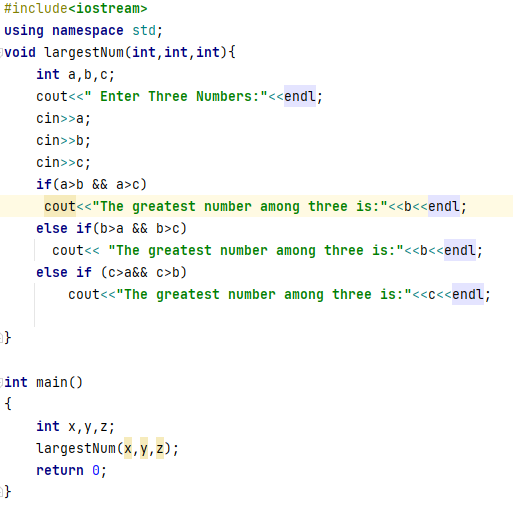 #include<iostream>
using namespace std;
void largestNum(int,int,int){
int a,b,c;
cout<<" Enter Three Numbers:"<<endl;
cin>>a;
cin>>b;
cin>>c;
if(a>b && a>c)
cout<<"The greatest number among three is:"<<b<<endl;
else if(b>a && b>c)
cout<< "The greatest number among three is:"<<b<<endl;
else if (c>a&& c>b)
cout<<"The greatest number among three is:"<<c<<endl;
}
int main()
{
int x,y,z;
largestNum(x,y,z);
return 0;
}